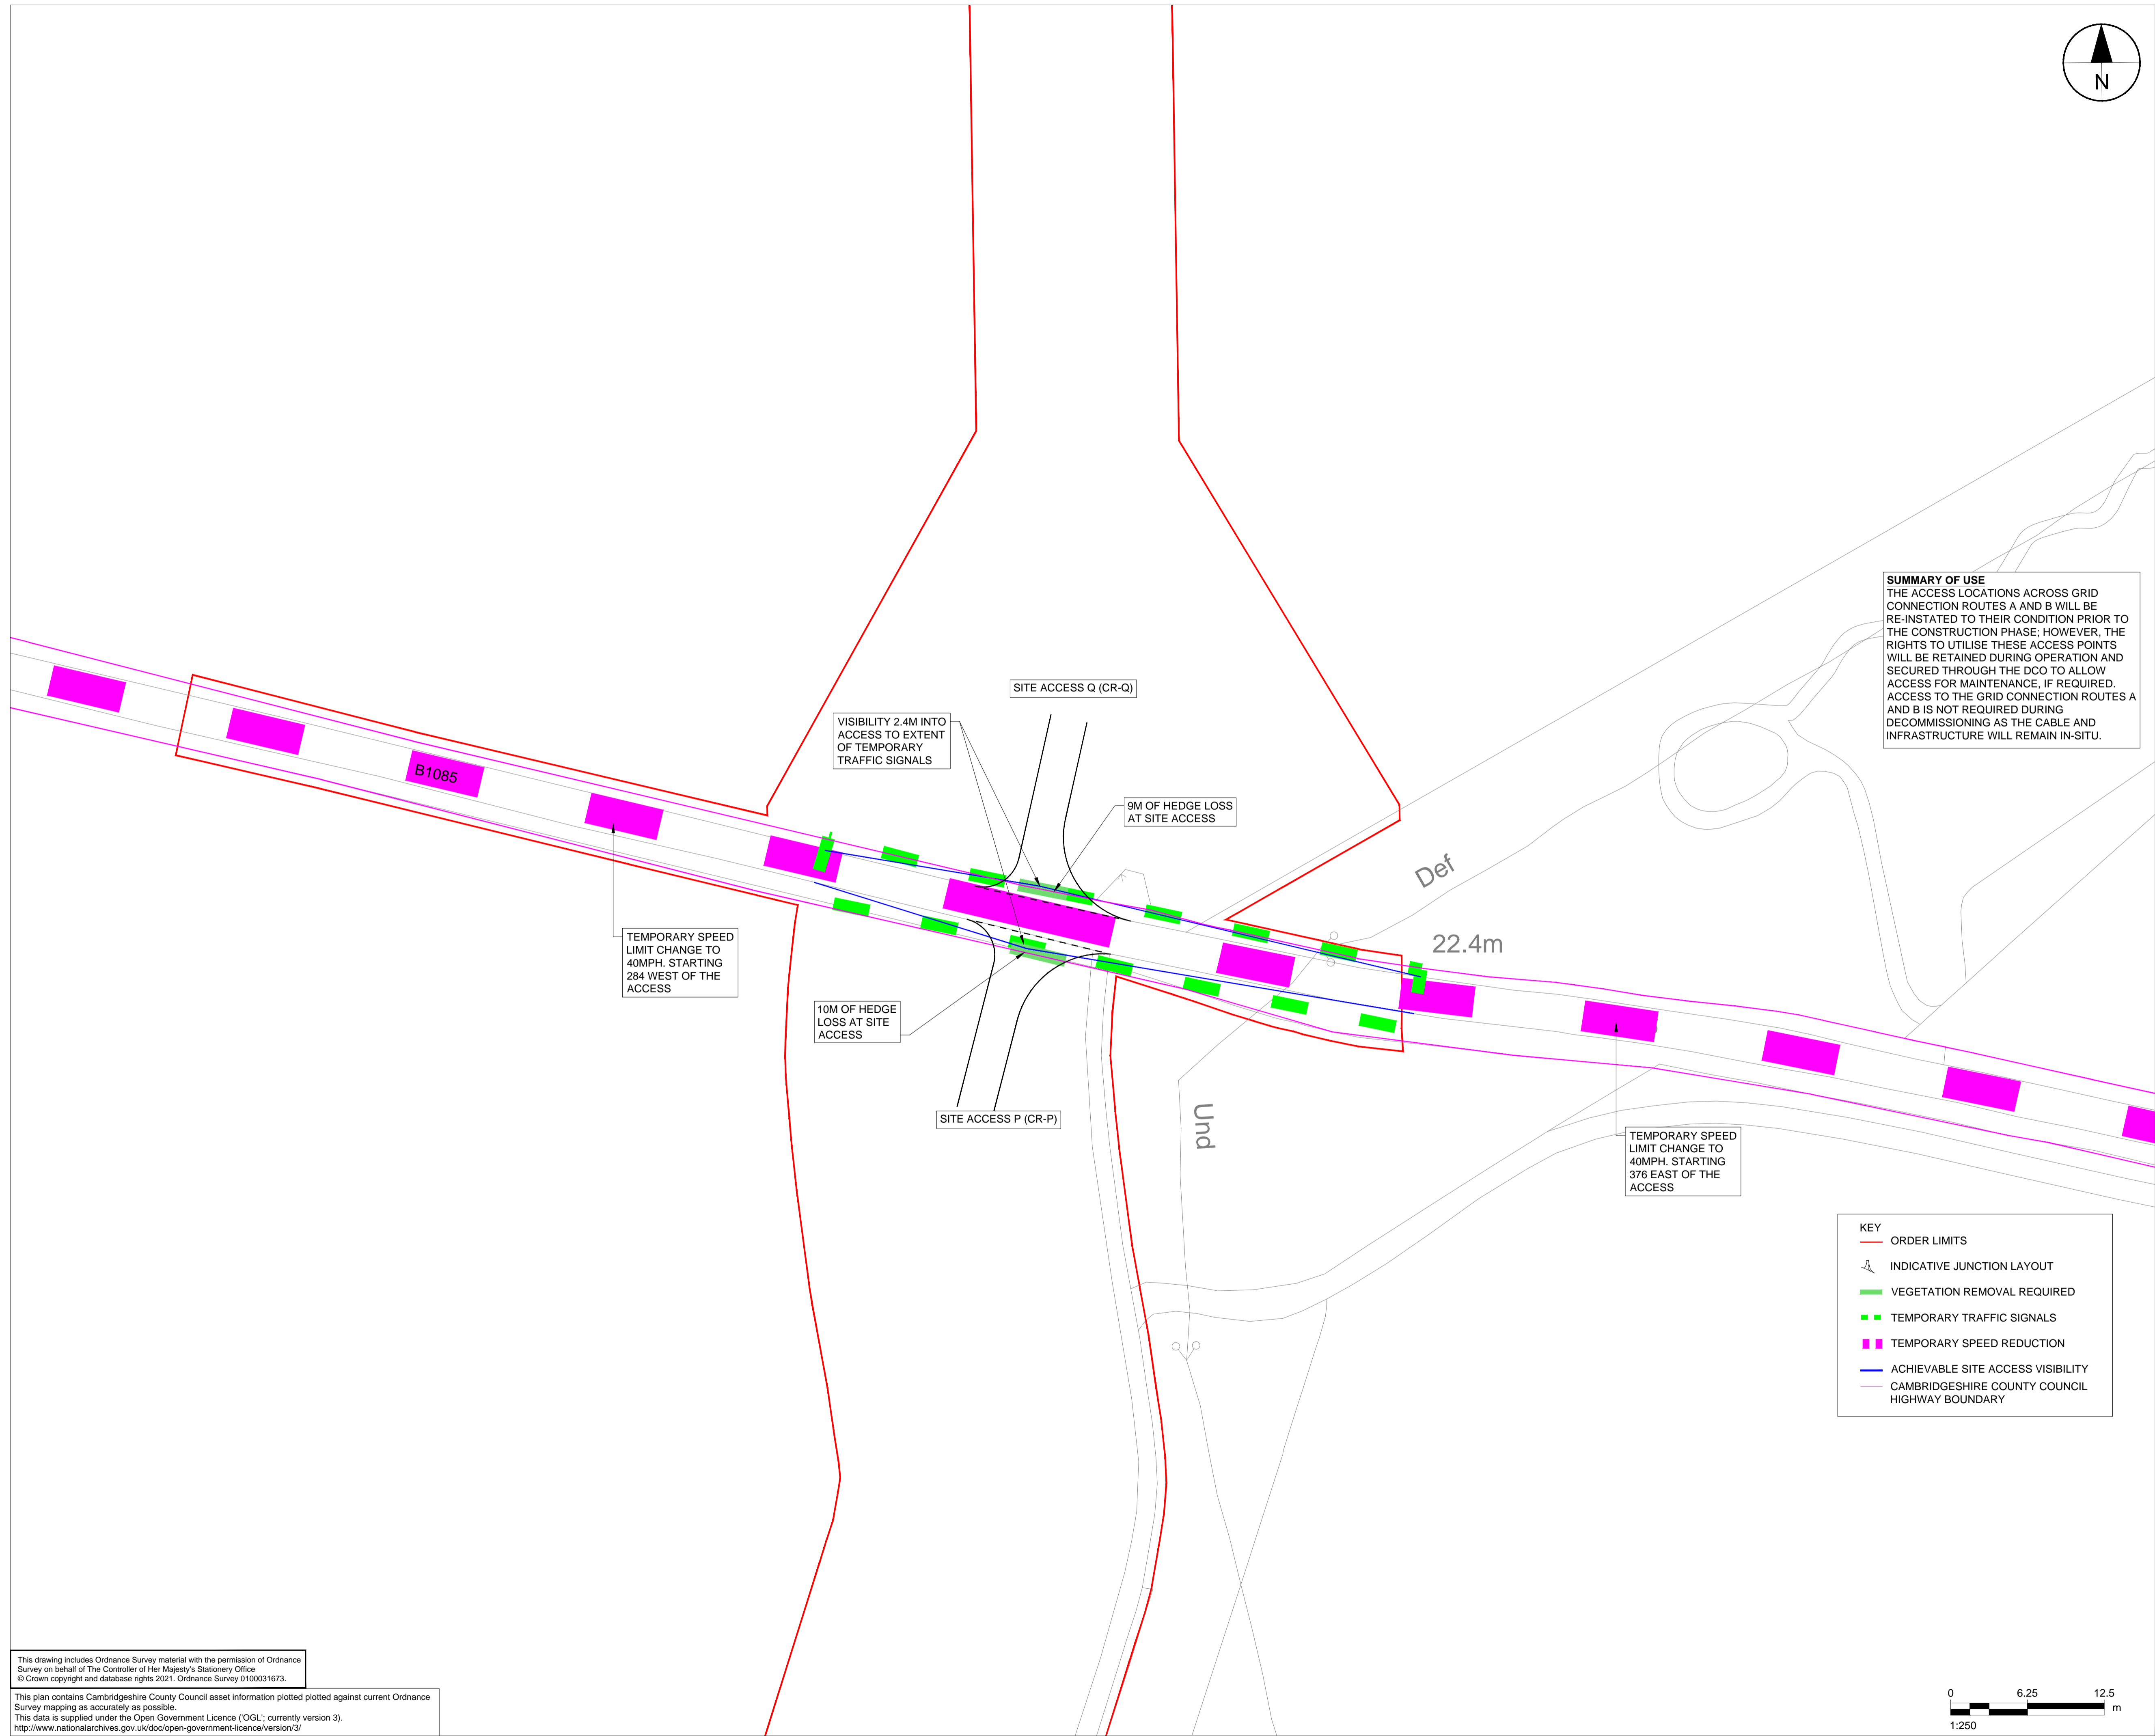 N
SUMMARY OF USE
THE ACCESS LOCATIONS ACROSS GRID
CONNECTION ROUTES A AND B WILL BE
RE-INSTATED TO THEIR CONDITION PRIOR TO
THE CONSTRUCTION PHASE; HOWEVER, THE
RIGHTS TO UTILISE THESE ACCESS POINTS
WILL BE RETAINED DURING OPERATION AND
SECURED THROUGH THE DCO TO ALLOW
ACCESS FOR MAINTENANCE, IF REQUIRED.
ACCESS TO THE GRID CONNECTION ROUTES A
AND B IS NOT REQUIRED DURING
DECOMMISSIONING AS THE CABLE AND
INFRASTRUCTURE WILL REMAIN IN-SITU.
SITE ACCESS Q (CR-Q)
VISIBILITY 2.4M INTO
ACCESS TO EXTENT
OF TEMPORARY
TRAFFIC SIGNALS
B1085
9M OF HEDGE LOSS
AT SITE ACCESS
Def
22.4m
TEMPORARY SPEED
LIMIT CHANGE TO
40MPH. STARTING
284 WEST OF THE
ACCESS
10M OF HEDGE
LOSS AT SITE
ACCESS
SITE ACCESS P (CR-P)
Und
TEMPORARY SPEED
LIMIT CHANGE TO
40MPH. STARTING
376 EAST OF THE
ACCESS
KEY
ORDER LIMITS
INDICATIVE JUNCTION LAYOUT
VEGETATION REMOVAL REQUIRED
TEMPORARY TRAFFIC SIGNALS
TEMPORARY SPEED REDUCTION
ACHIEVABLE SITE ACCESS VISIBILITY
CAMBRIDGESHIRE COUNTY COUNCIL
HIGHWAY BOUNDARY
This drawing includes Ordnance Survey material with the permission of Ordnance
Survey on behalf of The Controller of Her Majesty's Stationery Office
© Crown copyright and database rights 2021. Ordnance Survey 0100031673.
This plan contains Cambridgeshire County Council asset information plotted plotted against current Ordnance
Survey mapping as accurately as possible.
This data is supplied under the Open Government Licence ('OGL'; currently version 3).
http://www.nationalarchives.gov.uk/doc/open-government-licence/version/3/
0 6.25 12.5
m
1:250